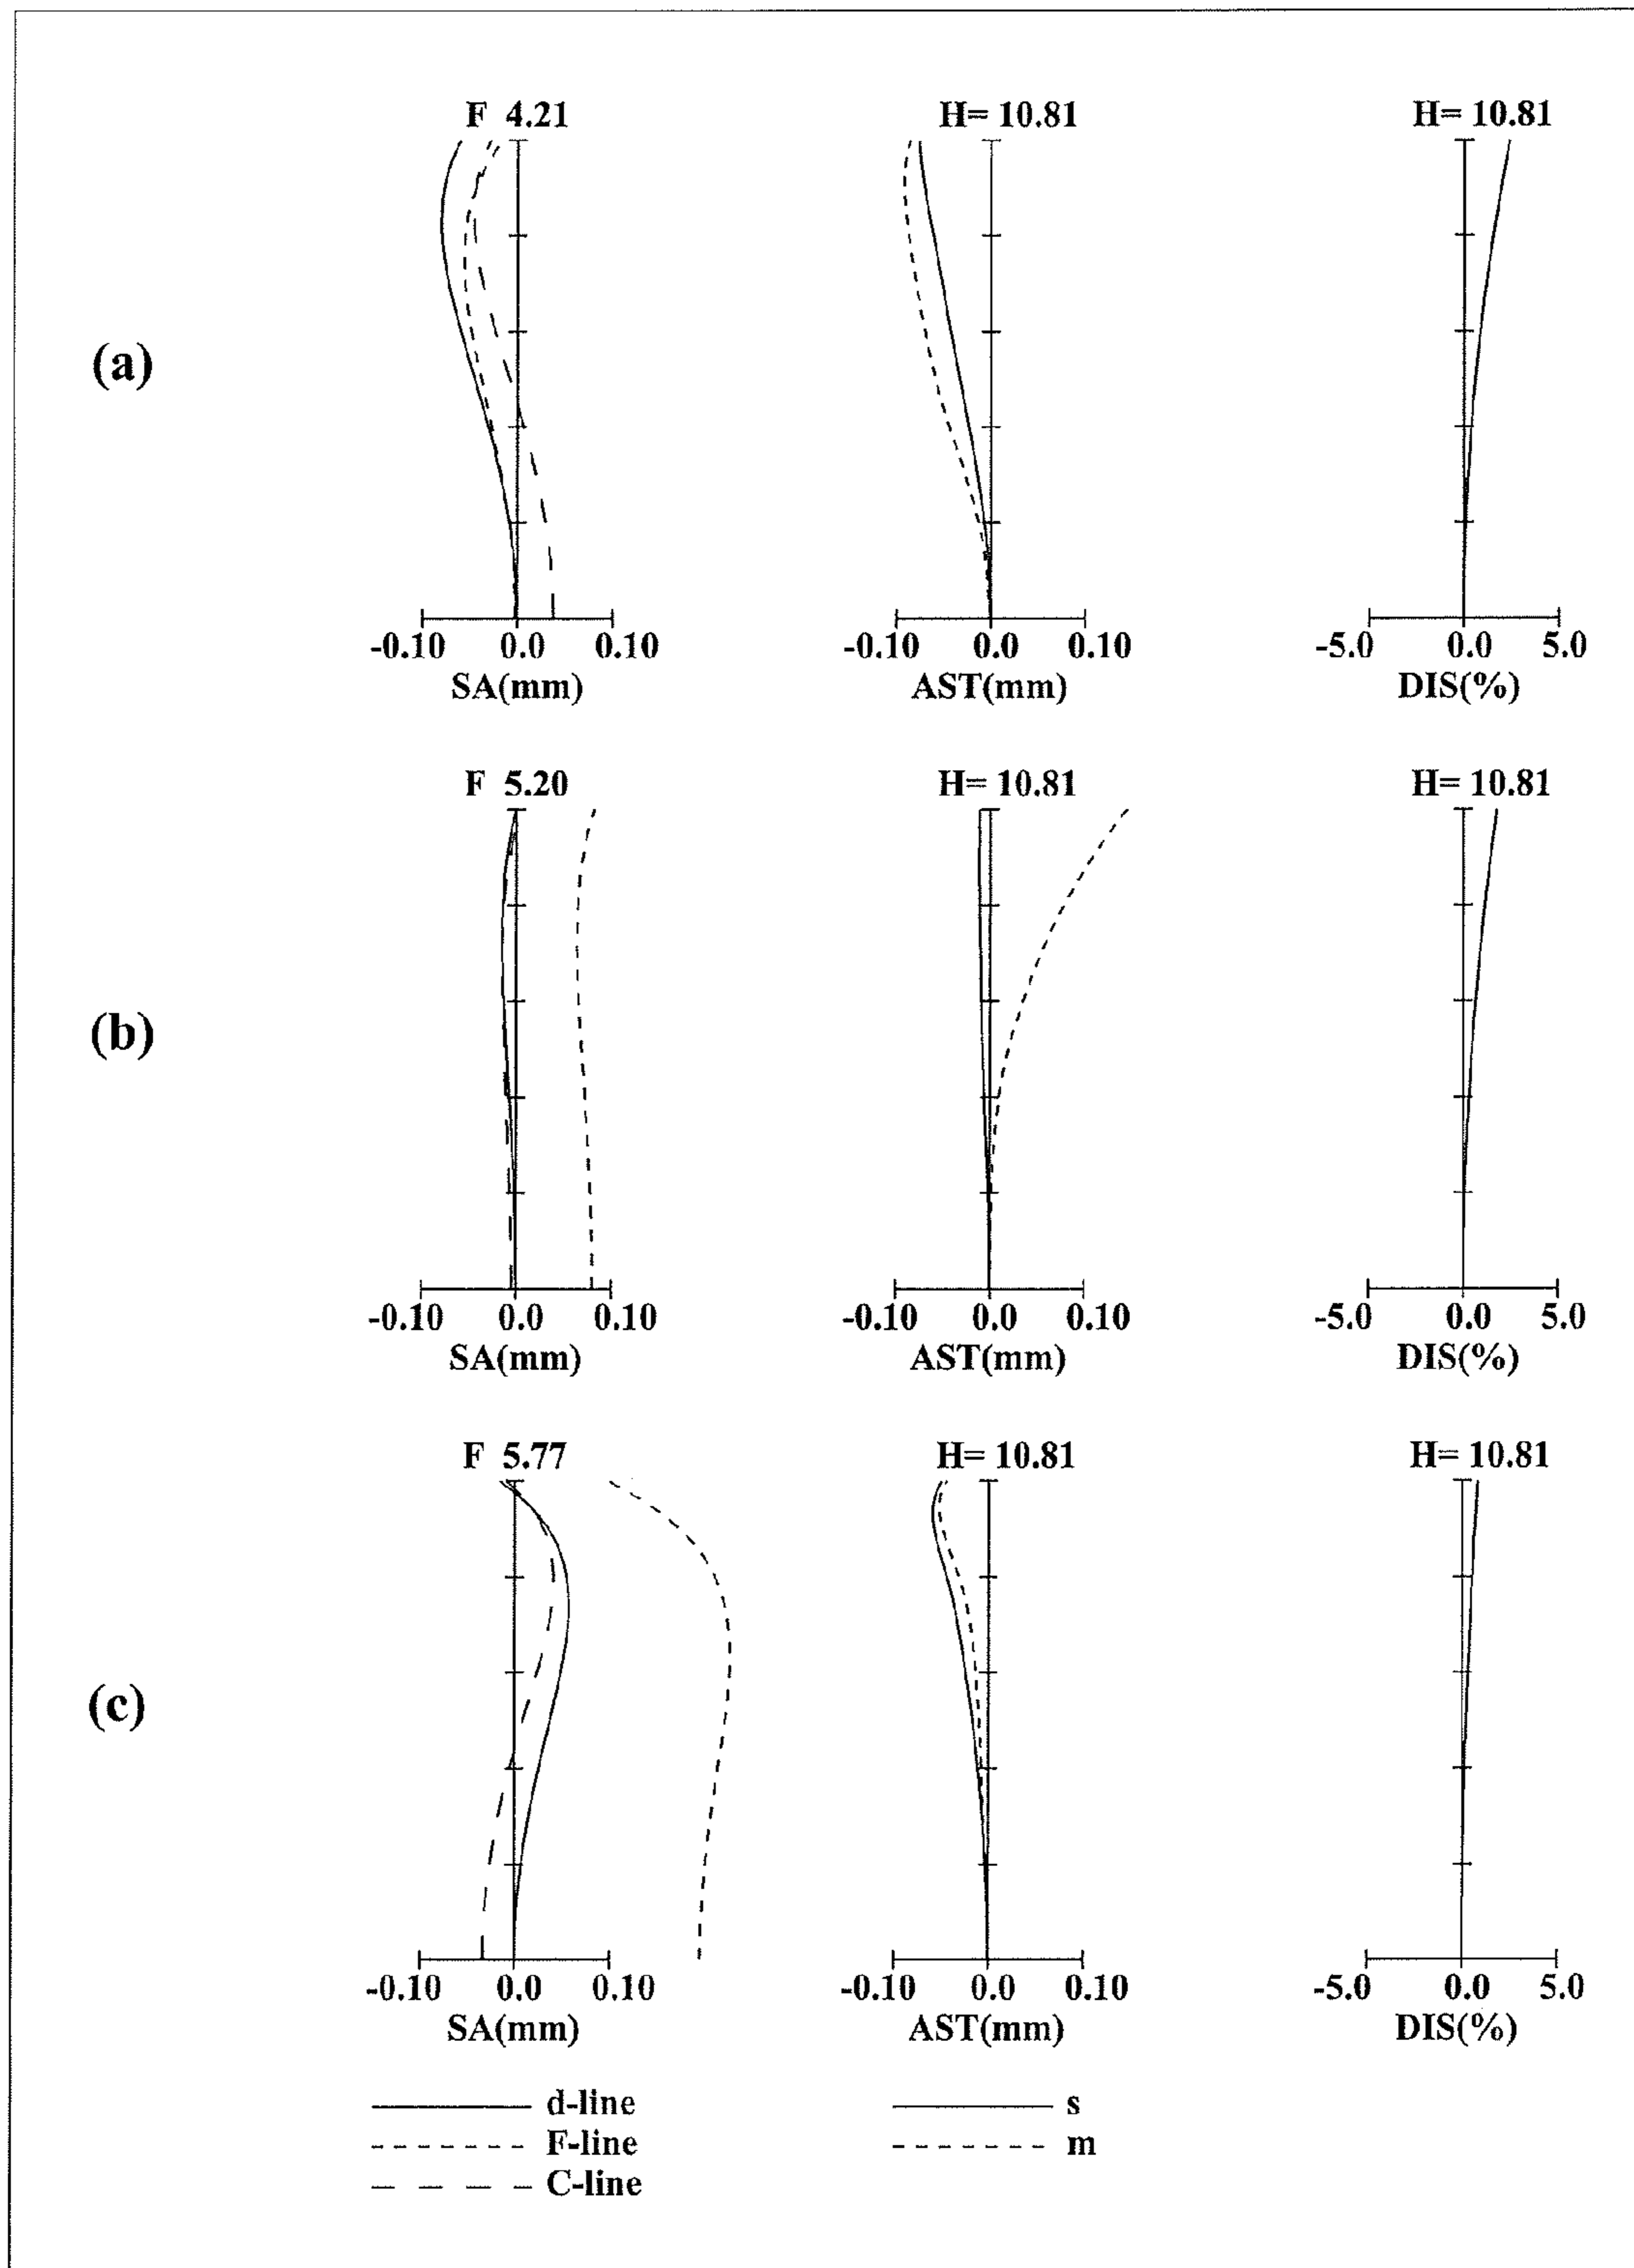 F 4.21
H= 10.81
H= 10.81
(a)
-0.10 0.0 0.10
SA(mm)
-0.10 0.0 0.10
AST(mm)
-5.0 0.0 5.0
DIS(%)
F 5.20
H= 10.81
H= 10.81
(b)
-0.10 0.0 0.10
SA(mm)
-0.10 0.0 0.10
AST(mm)
-5.0 0.0 5.0
DIS(%)
F 5.77
H= 10.81
H= 10.81
(c)
-0.10 0.0 0.10
SA(mm)
-0.10 0.0 0.10
AST(mm)
-5.0 0.0 5.0
DIS(%)
d-line
F-line
C-line
s
m